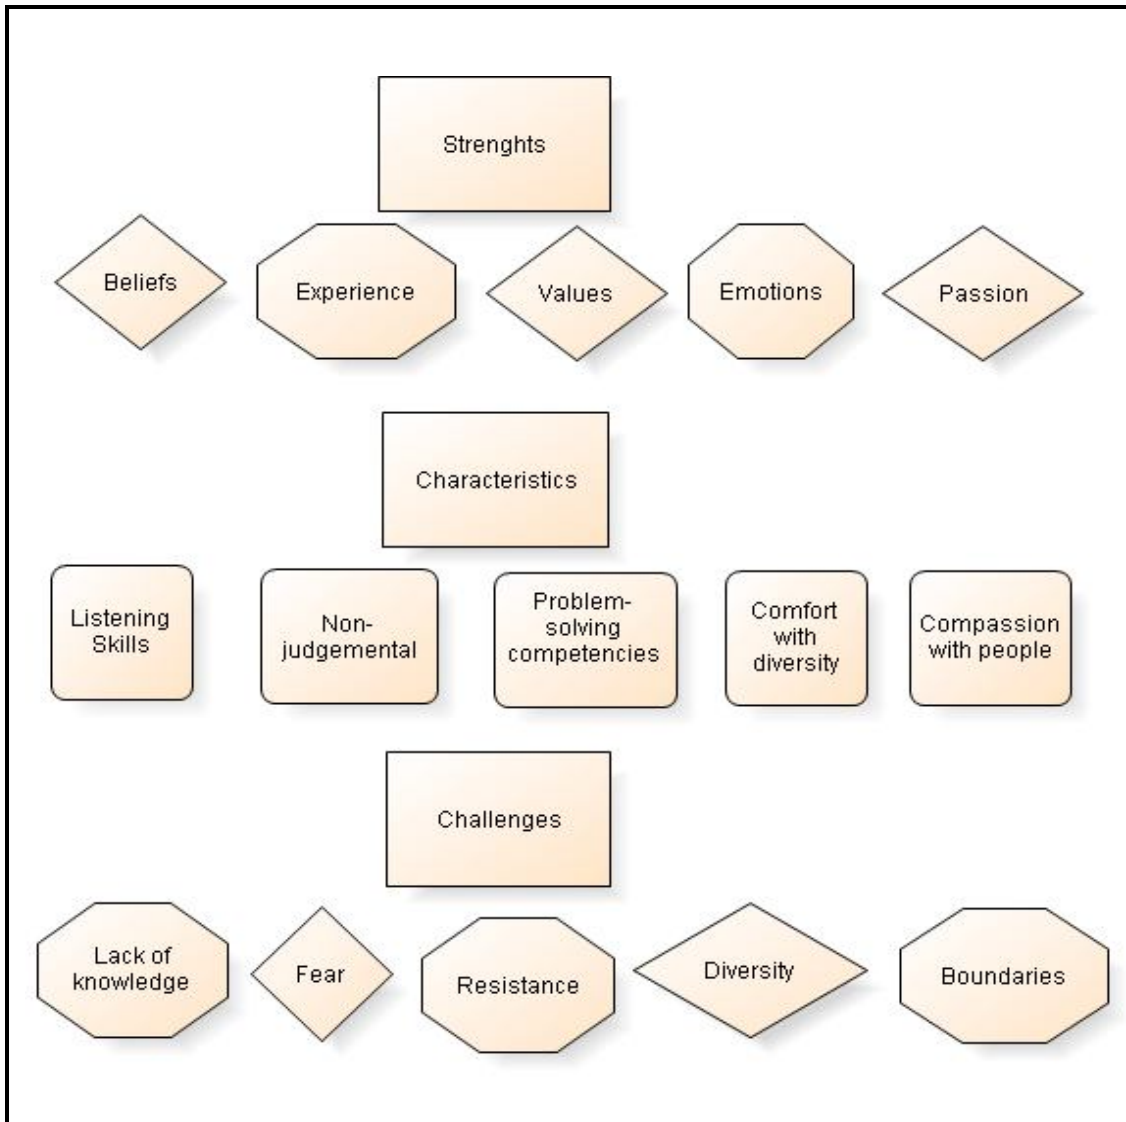 Strenghts
Beliefs
Experience
Values
Emotions
Passion
Characteristics
Listening
Skills
Non-
judgemental
Problem-
solving
competencies
Comfort
with
diversity
Compassion
with people
Challenges
Lack of
knowledge
Fear
Resistance
Diversity
Boundaries